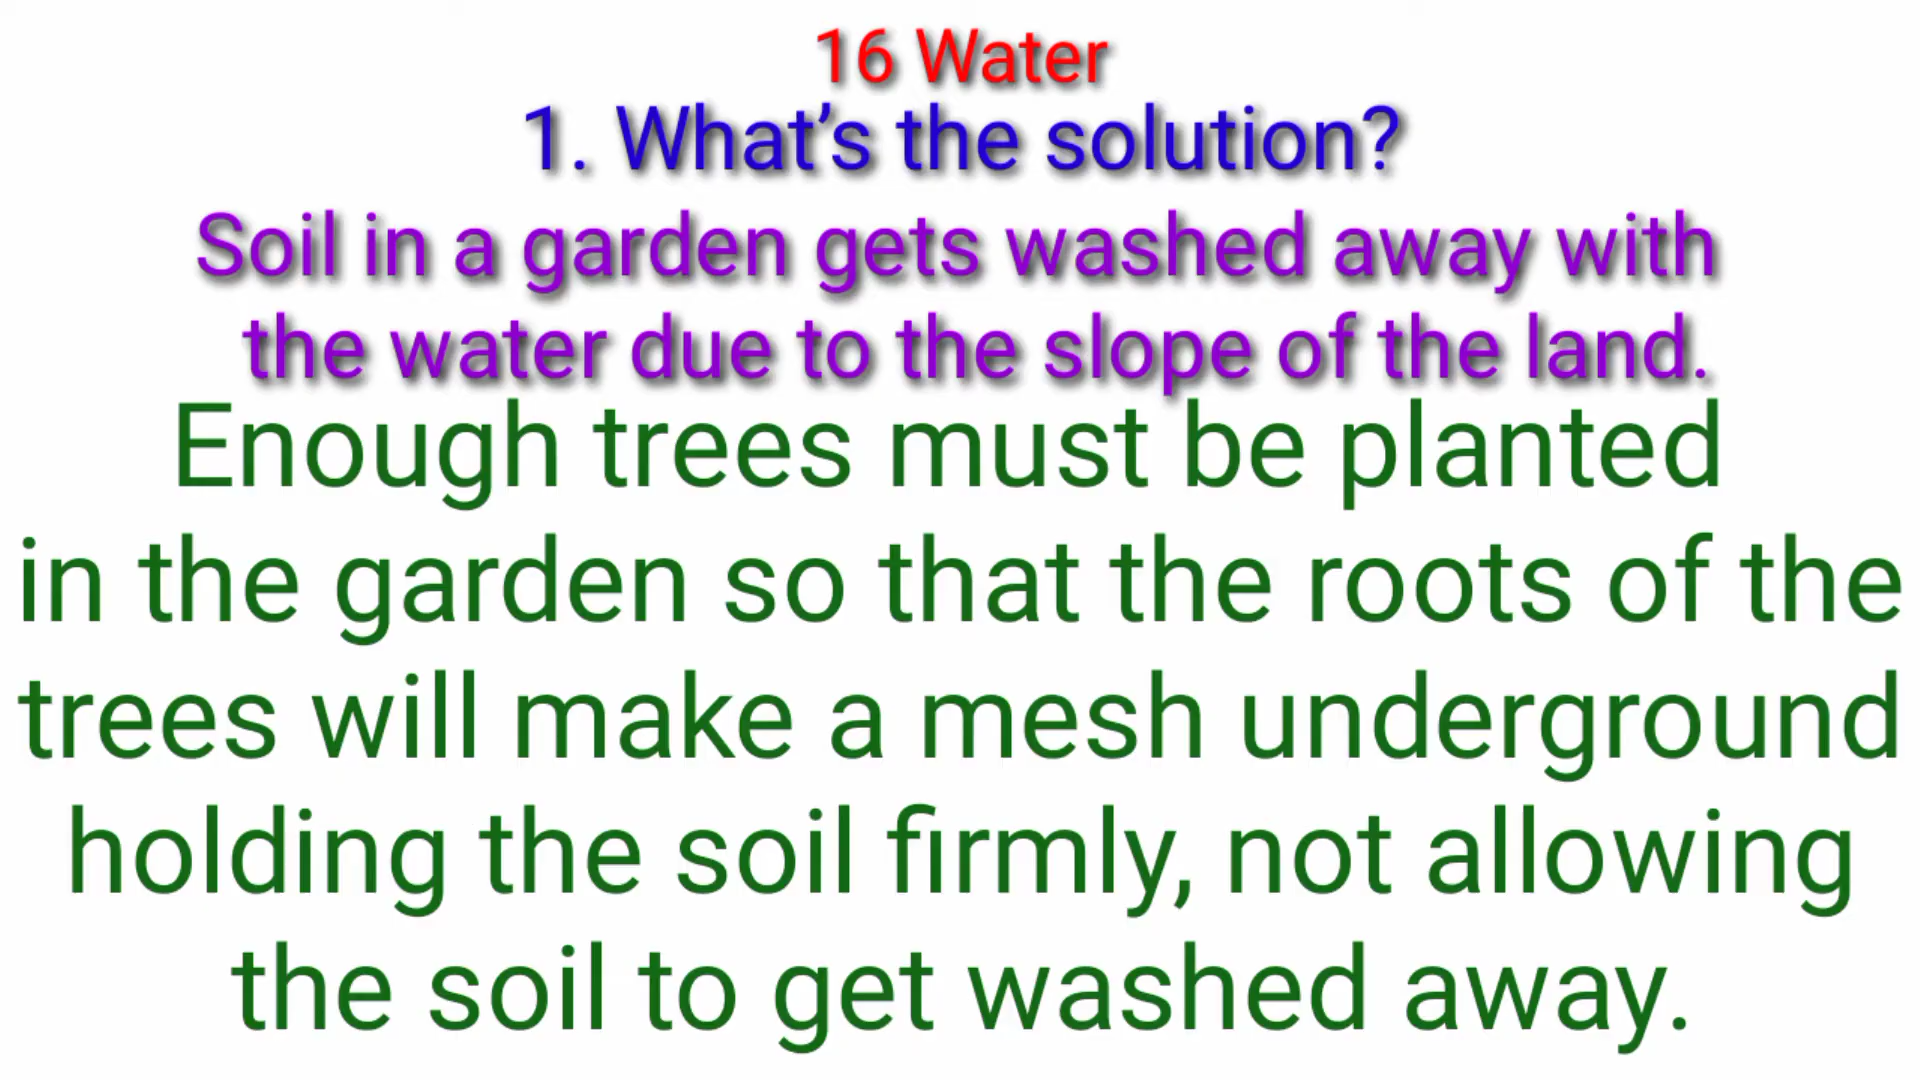 16 Water
1. What’s the solution?
Soil in a garden gets washed away with
the water due to the slope of the land.
Enough trees must be planted
in the garden so that the roots of the
trees will make a mesh underground
holding the soil firmly, not allowing
the soil to get washed away.